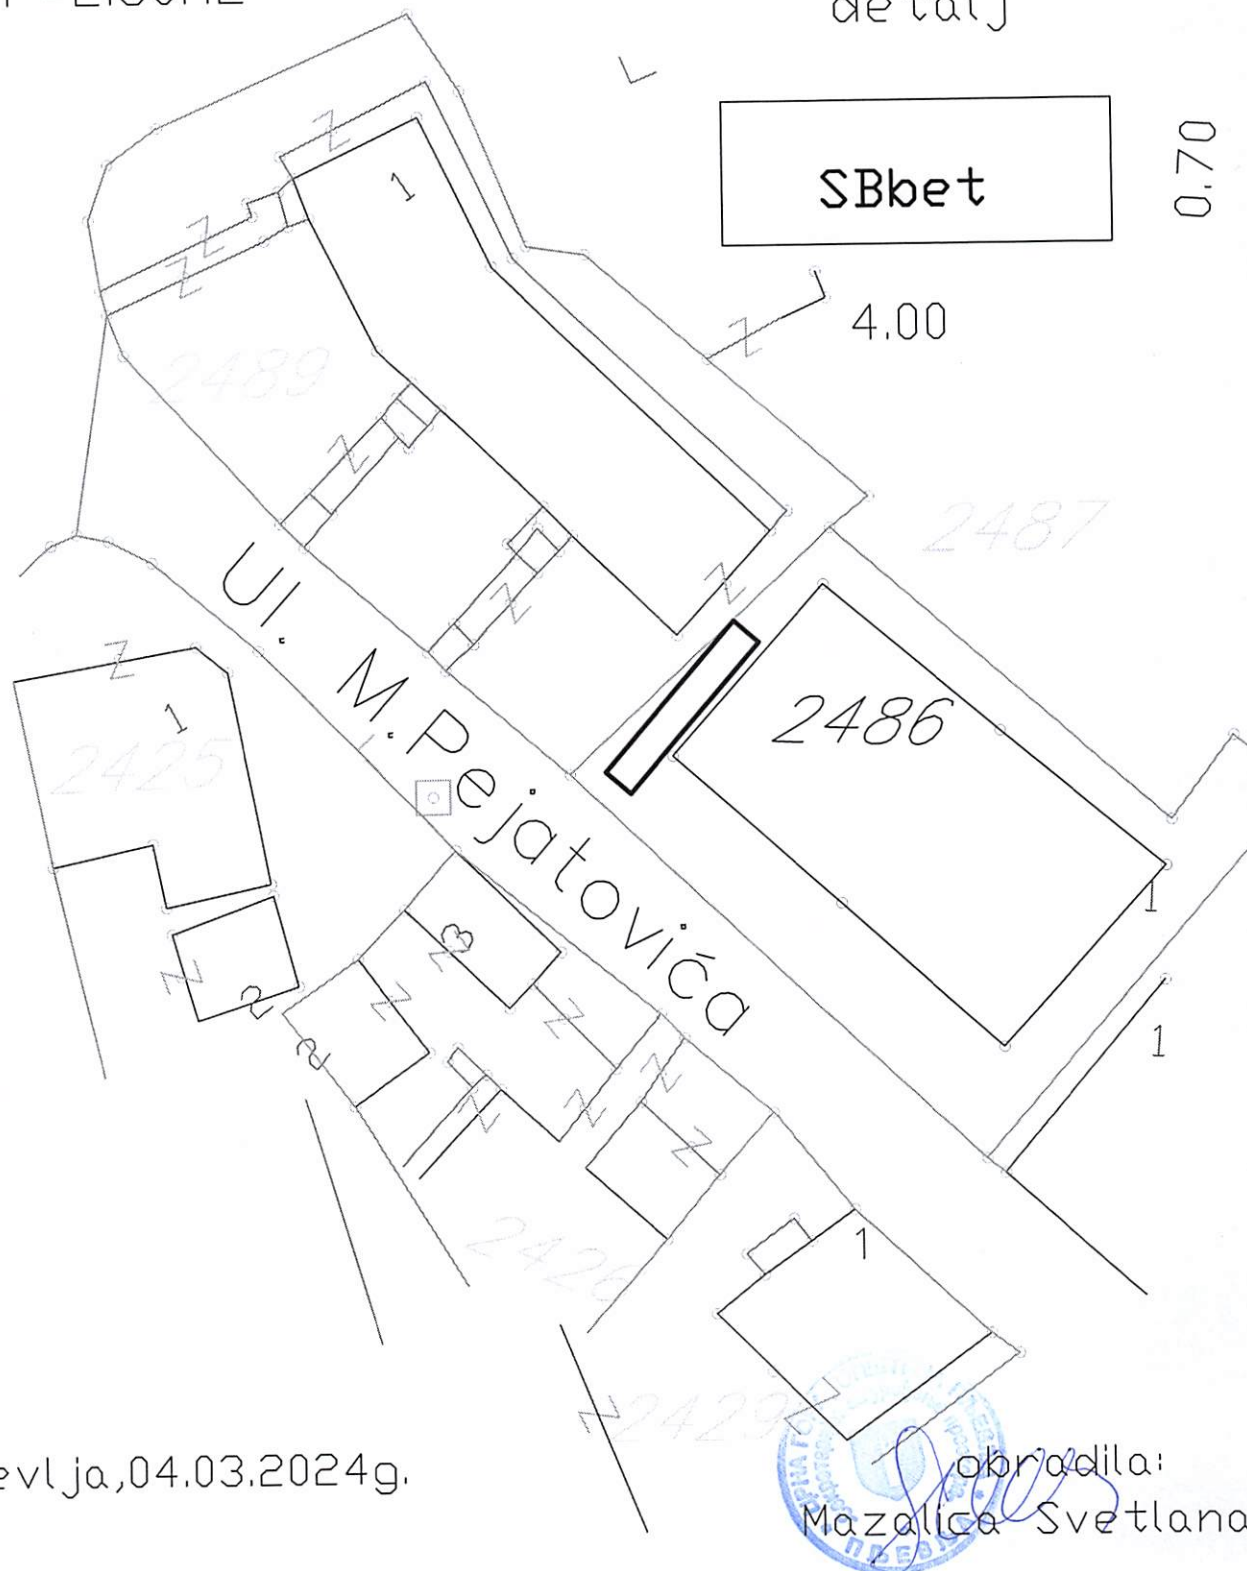 detalj
SBbet
0.70
4.00
1
2489
2487
Ul. M.Pejatovića
2486
1
2425
1
3
2
2
1
2426
1
2429
04.03.2024g.
obradila:
Mazalica Svetlana